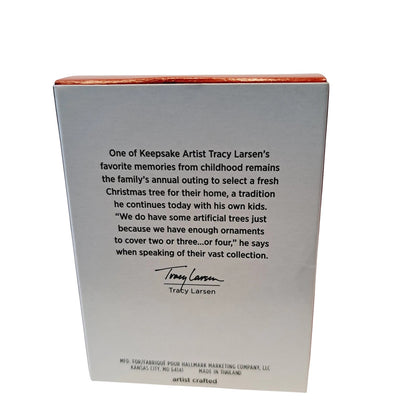 One of Keepsake Artist Tracy Larsen's
favorite memories from childhood remains
the family's annual outing to select a fresh
Christmas tree for their home, a tradition
he continues today with his own kids.
"We do have some artificial trees just
because we have enough ornaments
to cover two or three...or four," he says
when speaking of their vast collection.
Tracy Larsen
Tracy Larsen
MFD. FOR/FABRIQUÉ POUR HALLMARK MARKETING COMPANY, LLC
KANSAS CITY, MO 64141 MADE IN THAILAND
artist crafted